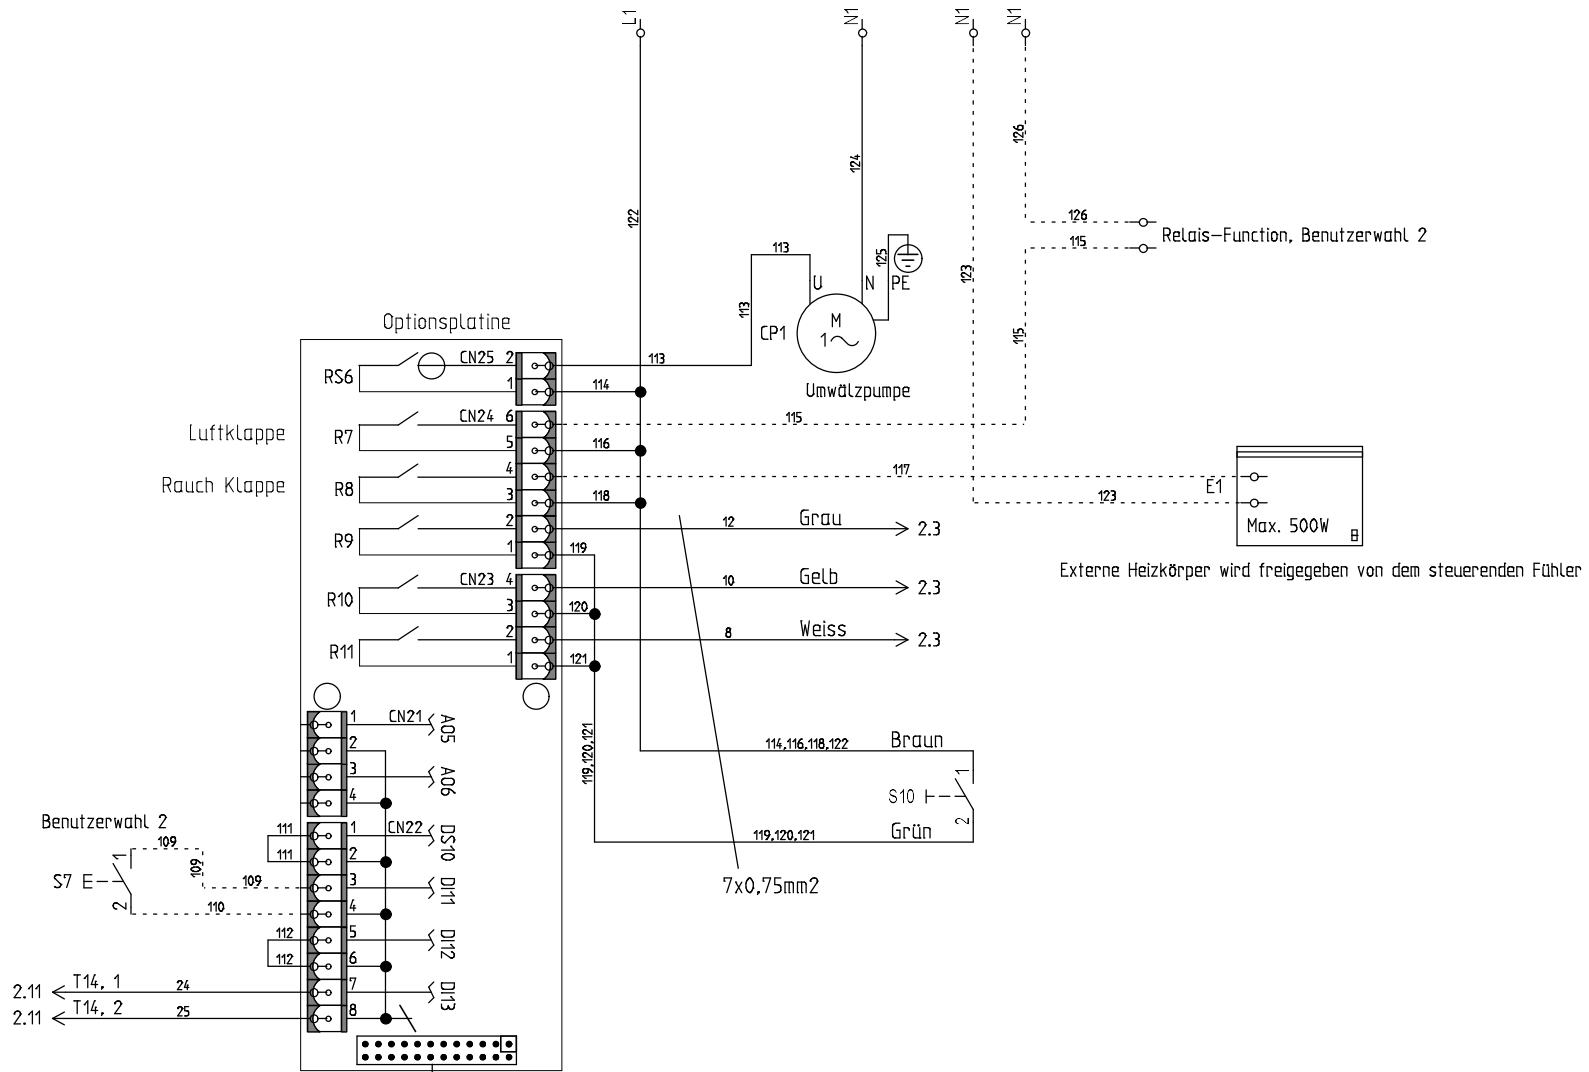 L1
N1
N1
N1
126
124
122
126
Relais-Function, Benutzerwahl 2
115
113
125
123
U
N
PE
113
M
1
CP1
115
Umwälzpumpe
Optionsplatine
RS6
CN25
2
113
1
114
Luftklappe
R7
CN24
6
115
5
116
Rauch Klappe
R8
4
117
3
118
E1
123
Max. 500W
Externe Heizkörper wird freigegeben von dem steuerenden Fühler
R9
2
12
Grau
2.3
1
119
R10
CN23
4
10
Gelb
2.3
3
120
R11
2
8
Weiss
2.3
1
121
119,120,121
114,116,118,122
Braun
1
S10
2
119,120,121
Grün
7x0,75mm2
1
CN21
A05
2
3
A06
4
Benutzerwahl 2
109
109
109
S7
1
2
110
111
1
CN22
DS10
111
2
3
DI11
4
112
5
DI12
112
6
2.11
T14, 1
24
7
DI13
2.11
T14, 2
25
8